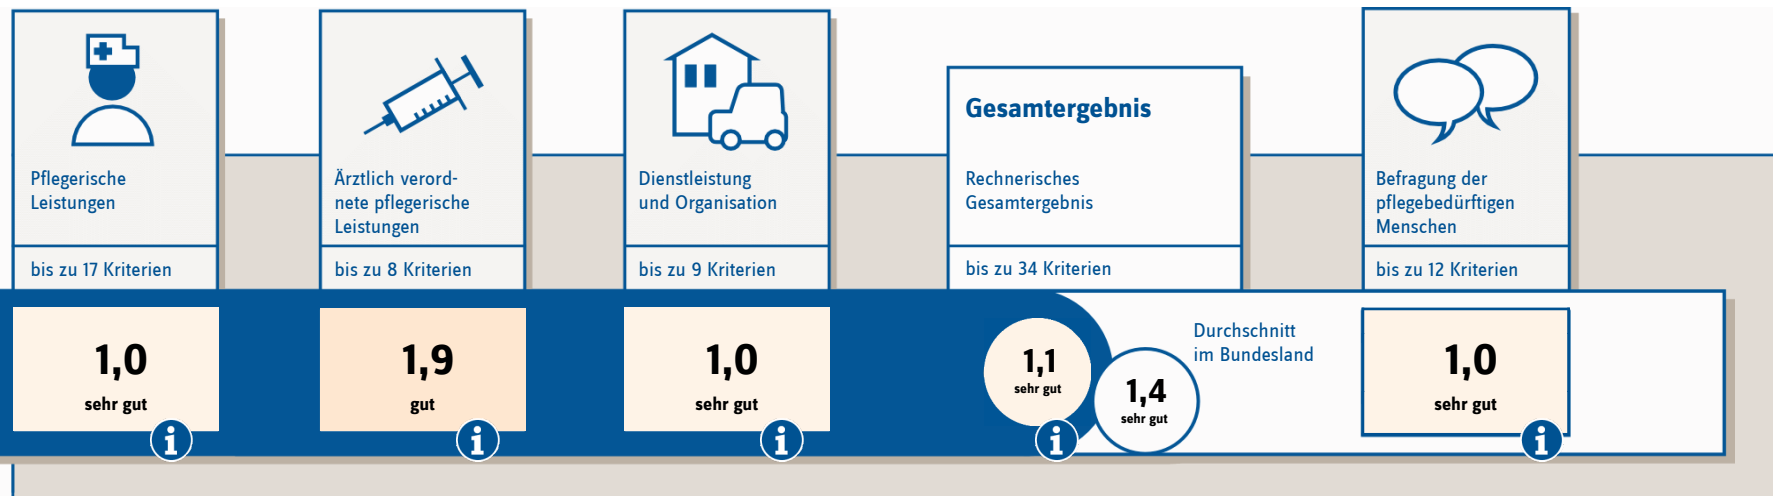 Pflegerische
Leistungen
bis zu 17 Kriterien
1,0
sehr gut
i
Ärztlich verord-
nete pflegerische
Leistungen
bis zu 8 Kriterien
1,9
gut
i
Dienstleistung
und Organisation
bis zu 9 Kriterien
1,0
sehr gut
i
Gesamtergebnis
Rechnerisches
Gesamtergebnis
bis zu 34 Kriterien
1,1
sehr gut
i
1,4
sehr gut
Durchschnitt
im Bundesland
Befragung der
pflegebedürftigen
Menschen
bis zu 12 Kriterien
1,0
sehr gut
i